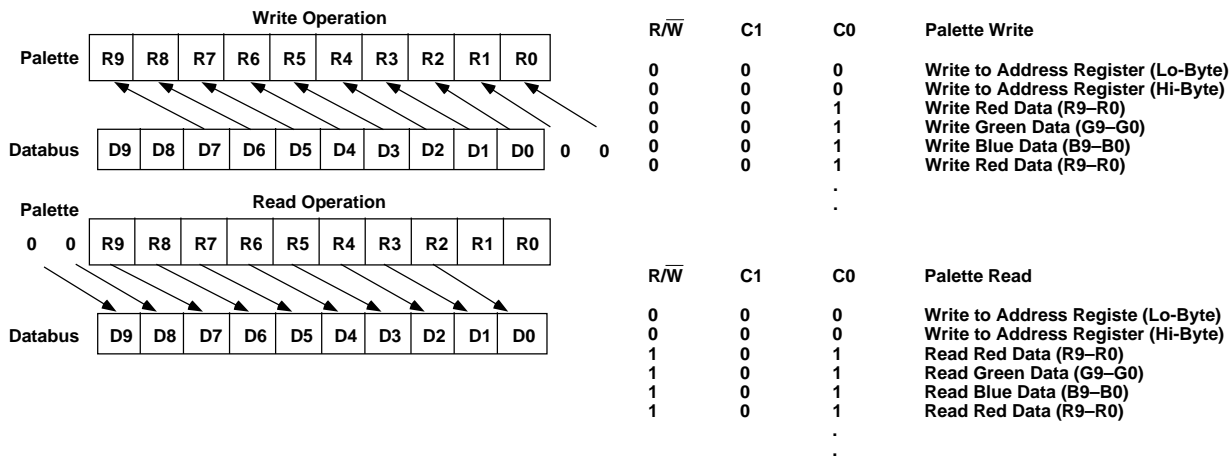 Write Operation
Palette R9 R8 R7 R6 R5 R4 R3 R2 R1 R0
Databus D9 D8 D7 D6 D5 D4 D3 D2 D1 D0 0 0
Read Operation
Palette
0 0 R9 R8 R7 R6 R5 R4 R3 R2 R1 R0
Databus D9 D8 D7 D6 D5 D4 D3 D2 D1 D0
R/W̅ C1 C0 Palette Write
0 0 0 Write to Address Register (Lo-Byte)
0 0 0 Write to Address Register (Hi-Byte)
0 0 1 Write Red Data (R9–R0)
0 0 1 Write Green Data (G9–G0)
0 0 1 Write Blue Data (B9–B0)
0 0 1 Write Red Data (R9–R0)
.
.
R/W̅ C1 C0 Palette Read
0 0 0 Write to Address Registe (Lo-Byte)
0 0 0 Write to Address Register (Hi-Byte)
1 0 1 Read Red Data (R9–R0)
1 0 1 Read Green Data (G9–G0)
1 0 1 Read Blue Data (B9–B0)
1 0 1 Read Red Data (R9–R0)
.
.